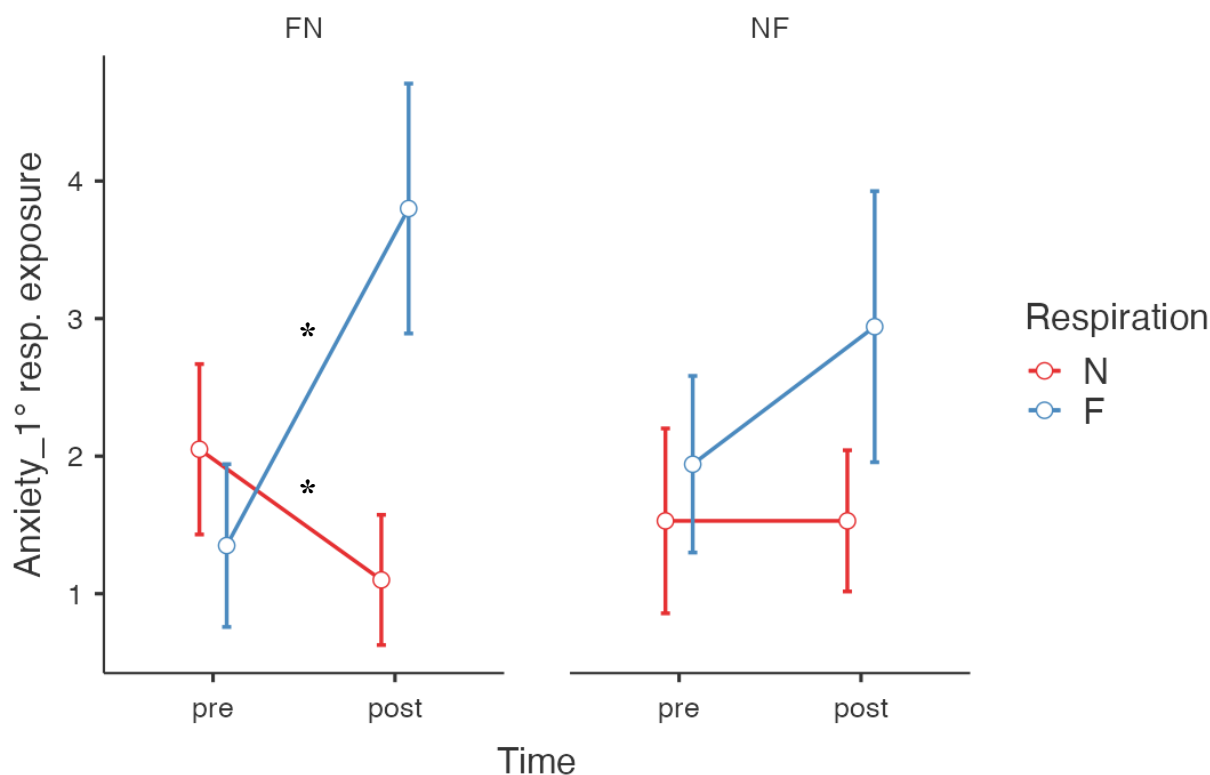 FN
NF
Anxiety_1° resp. exposure
4
3
2
1
*
*
pre
post
pre
post
Time
Respiration
N
F